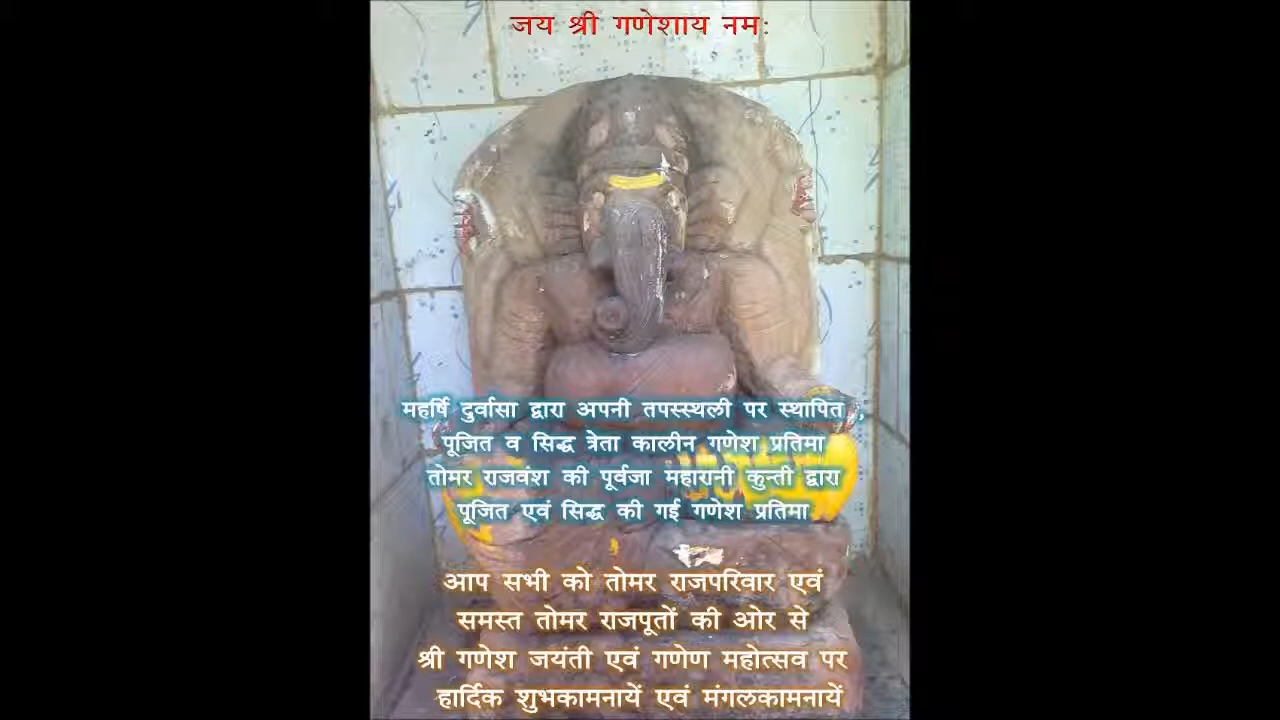 जय श्री गणेशाय नम:
महर्षि दुर्वासा द्वारा अपनी तपस्स्थली पर स्थापित ,
पूजित व सिद्ध त्रेता कालीन गणेश प्रतिमा
तोमर राजवंश की पूर्वजा महारानी कुन्ती द्वारा
पूजित एवं सिद्ध की गई गणेश प्रतिमा
आप सभी को तोमर राजपरिवार एवं
समस्त तोमर राजपूतों की ओर से
श्री गणेश जयंती एवं गणेण महोत्सव पर
हार्दिक शुभकामनायें एवं मंगलकामनायें